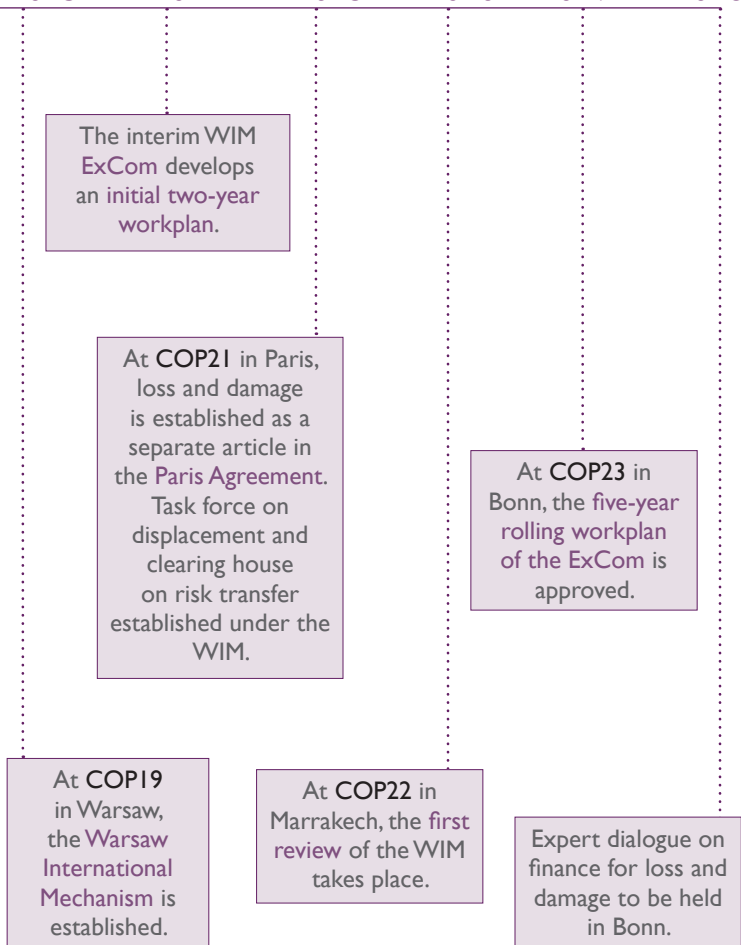 The interim WIM
ExCom develops
an initial two-year
workplan.
At COP21 in Paris,
loss and damage
is established as a
separate article in
the Paris Agreement.
Task force on
displacement and
clearing house
on risk transfer
established under the
WIM.
At COP23 in
Bonn, the five-year
rolling workplan
of the ExCom is
approved.
At COP19
in Warsaw,
the Warsaw
International
Mechanism is
established.
At COP22 in
Marrakech, the first
review of the WIM
takes place.
Expert dialogue on
finance for loss and
damage to be held
in Bonn.